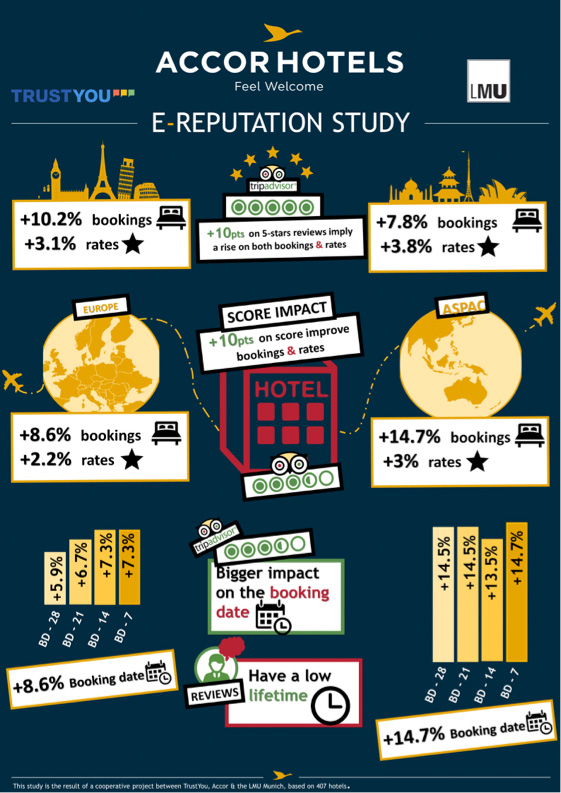 ACCOR HOTELS
Feel Welcome
TRUSTYOU
LMU
E-REPUTATION STUDY
+10.2% bookings
+3.1% rates
tripadvisor
+10pts on 5-stars reviews imply
a rise on both bookings & rates
+7.8% bookings
+3.8% rates
EUROPE
SCORE IMPACT
+10pts on score improve
bookings & rates
ASPAC
HOTEL
+8.6% bookings
+2.2% rates
+14.7% bookings
+3% rates
+5.9%
+6.7%
+7.3%
+7.3%
BD - 28
BD - 21
BD - 14
BD - 7
+8.6% Booking date
tripadvisor
Bigger impact
on the booking
date
REVIEWS
Have a low
lifetime
+14.5%
+14.5%
+13.5%
+14.7%
BD - 28
BD - 21
BD - 14
BD - 7
+14.7% Booking date
This study is the result of a cooperative project between TrustYou, Accor & the LMU Munich, based on 407 hotels.